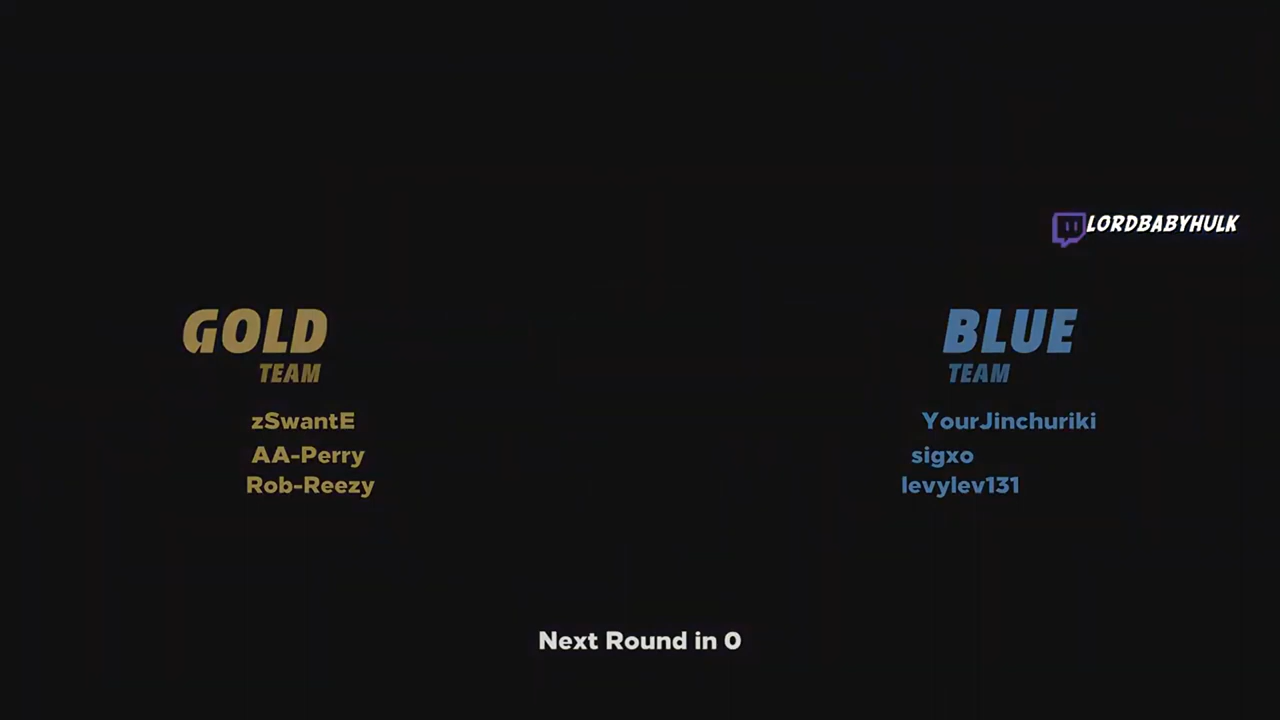 LORDBABYHULK
GOLD
TEAM
zSwantE
AA-Perry
Rob-Reezy
BLUE
TEAM
YourJinchuriki
sigxo
levylev131
Next Round in 0